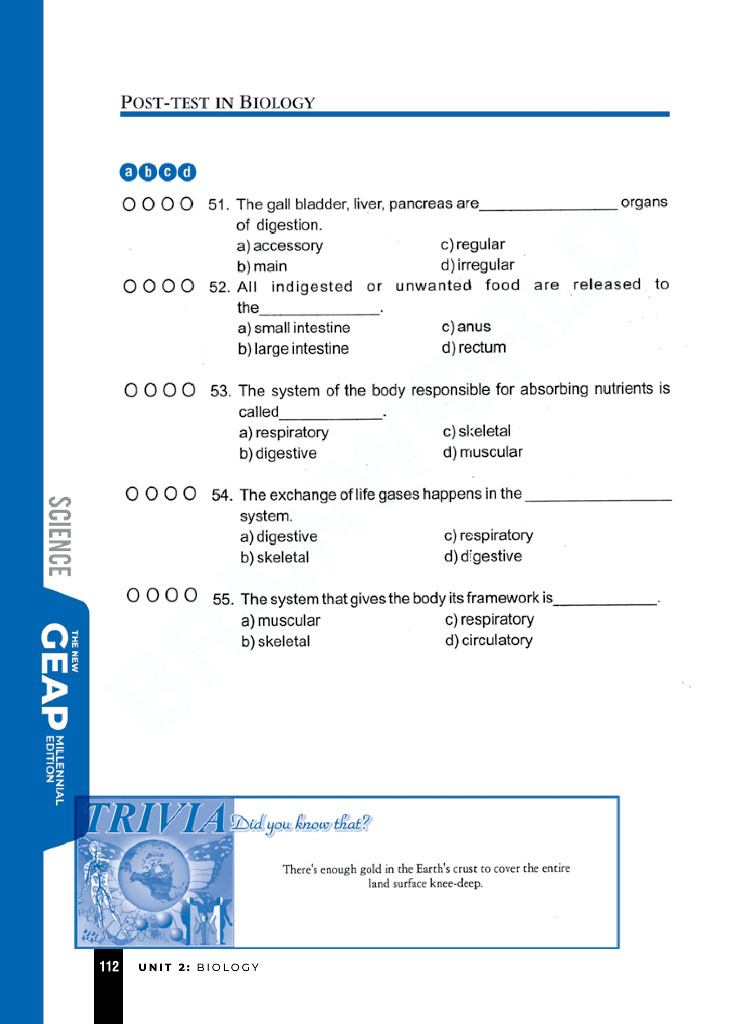 POST-TEST IN BIOLOGY
a b c d
O O O O 51. The gall bladder, liver, pancreas are________________ organs
of digestion.
a) accessory c) regular
b) main d) irregular
O O O O 52. All indigested or unwanted food are released to
the______________.
a) small intestine c) anus
b) large intestine d) rectum
O O O O 53. The system of the body responsible for absorbing nutrients is
called____________.
a) respiratory c) skeletal
b) digestive d) muscular
O O O O 54. The exchange of life gases happens in the _________________
system.
a) digestive c) respiratory
b) skeletal d) digestive
O O O O 55. The system that gives the body its framework is____________.
a) muscular c) respiratory
b) skeletal d) circulatory
SCIENCE
THE NEW
GEAP
MILLENNIAL
EDITION
TRIVIA Did you know that?
There's enough gold in the Earth's crust to cover the entire
land surface knee-deep.
112 UNIT 2: BIOLOGY